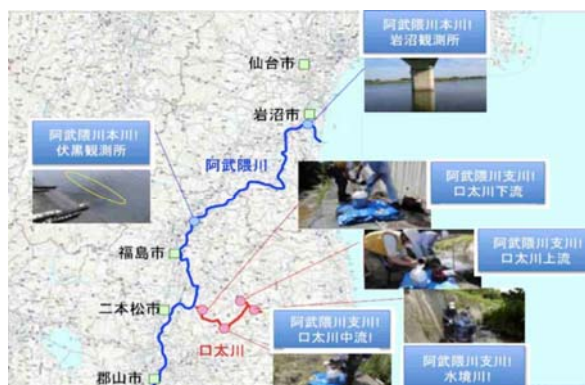 阿武隈川本川!
岩沼観測所
仙台市
岩沼市
阿武隈川本川!
伏黒観測所
阿武隈川
阿武隈川支川!
口太川下流
福島市
阿武隈川支川!
口太川上流
二本松市
阿武隈川支川!
口太川中流!
口太川
阿武隈川支川!
水境川!
郡山市